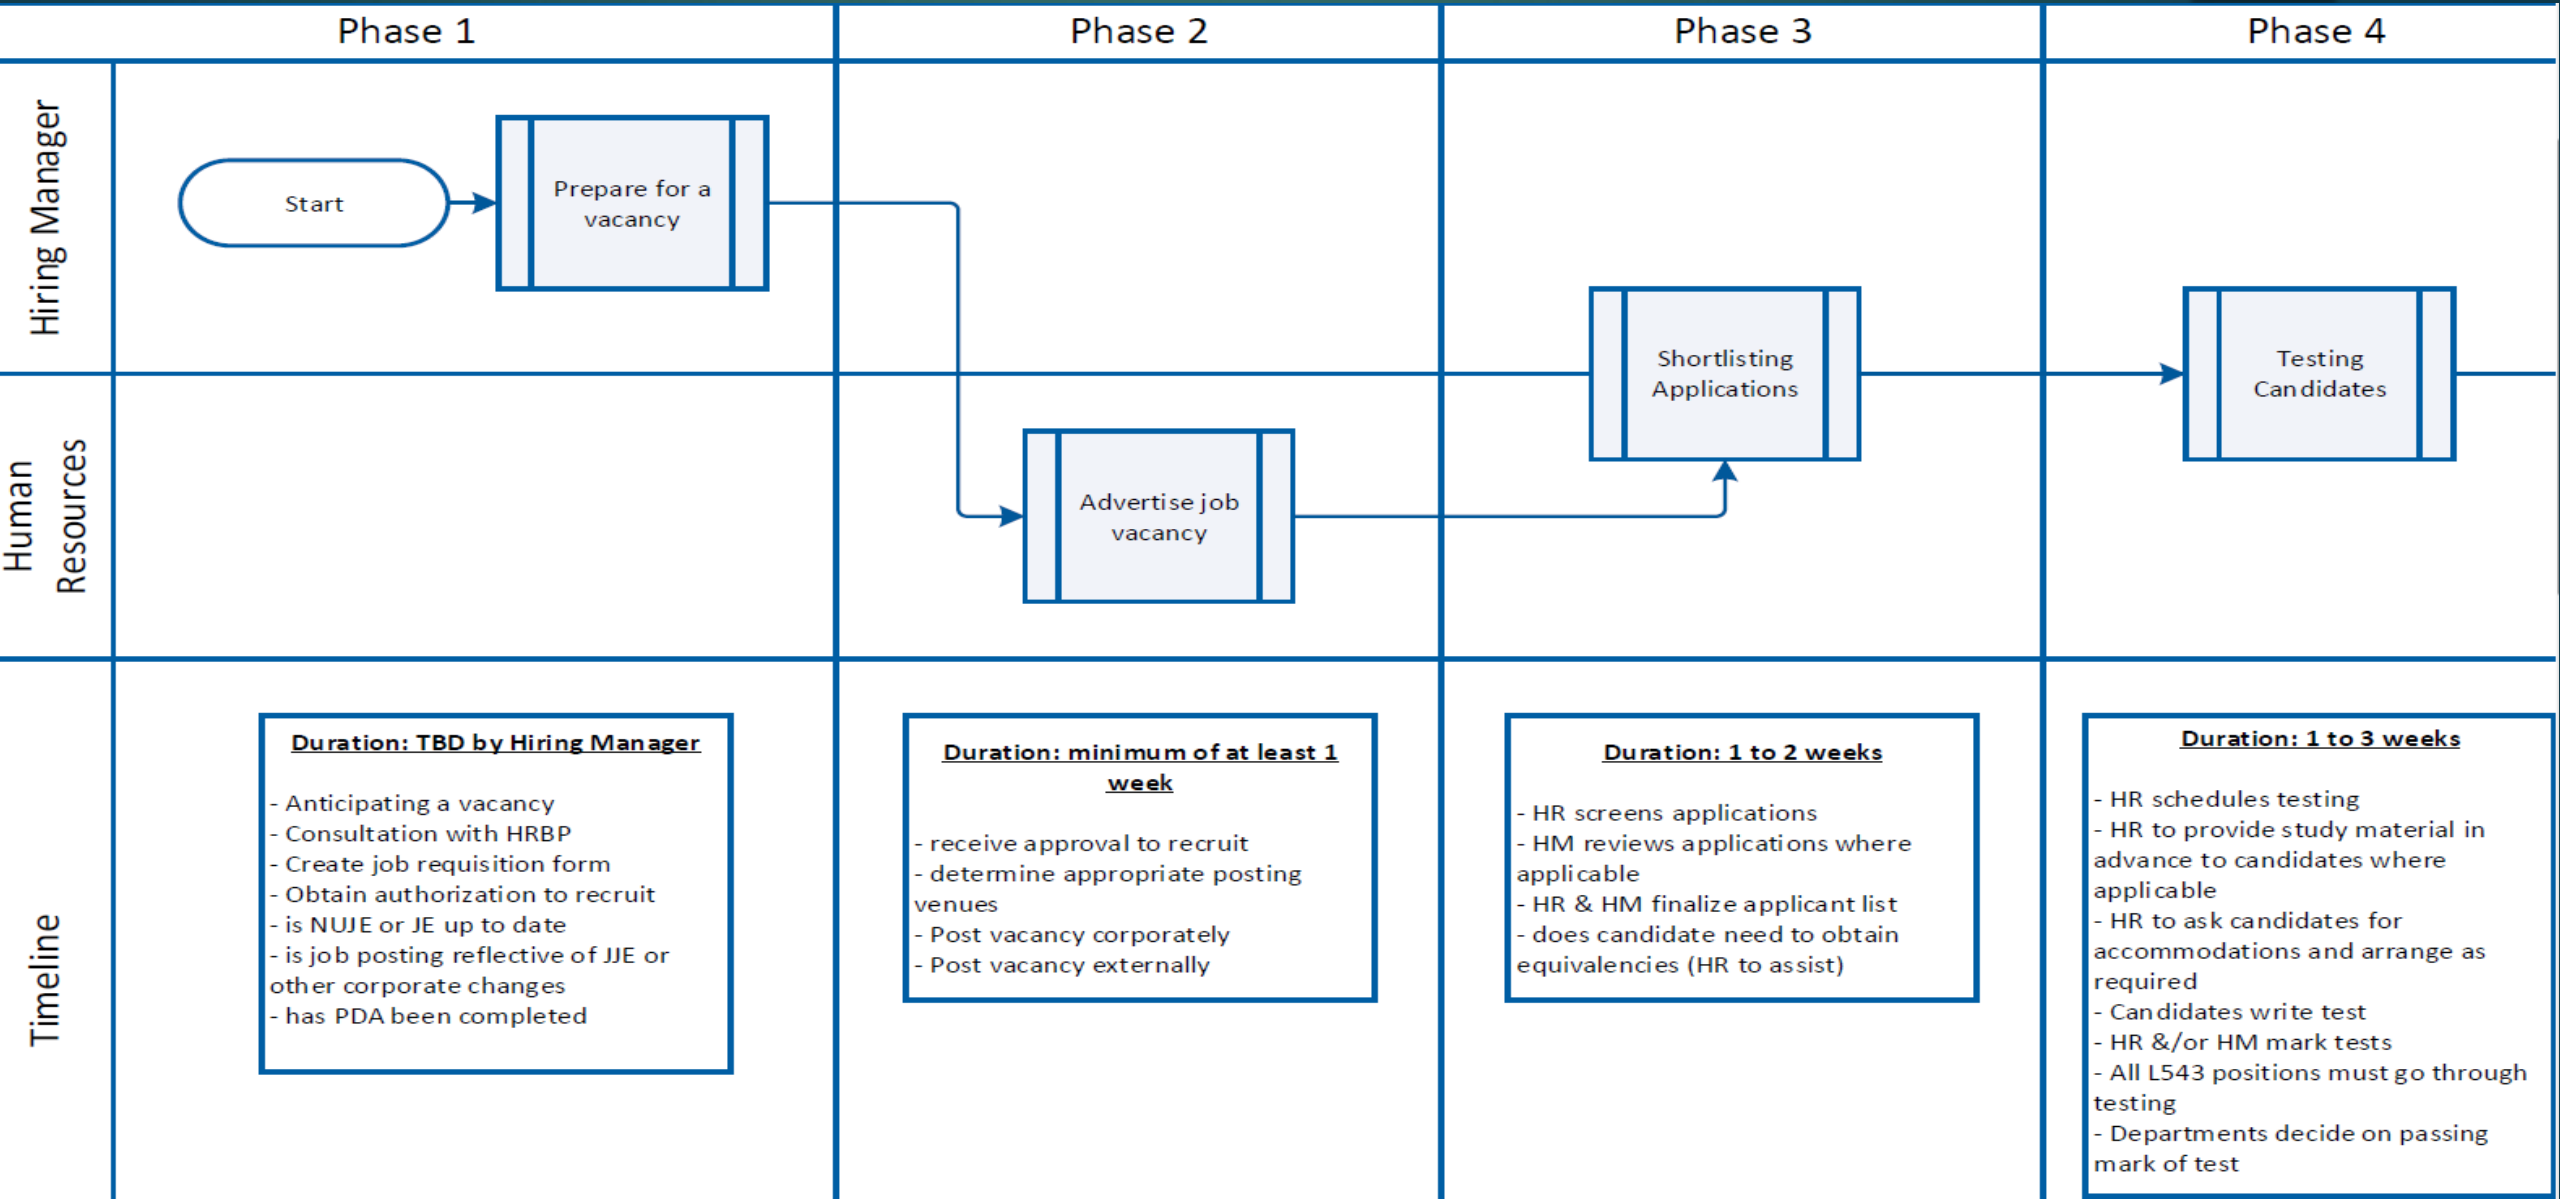 Phase 1
Phase 2
Phase 3
Phase 4
Hiring Manager
Start
Prepare for a
vacancy
Shortlisting
Applications
Testing
Candidates
Human
Resources
Advertise job
vacancy
Timeline
Duration: TBD by Hiring Manager
- Anticipating a vacancy
- Consultation with HRBP
- Create job requisition form
- Obtain authorization to recruit
- is NUJE or JE up to date
- is job posting reflective of JJE or
other corporate changes
- has PDA been completed
Duration: minimum of at least 1
week
- receive approval to recruit
- determine appropriate posting
venues
- Post vacancy corporately
- Post vacancy externally
Duration: 1 to 2 weeks
- HR screens applications
- HM reviews applications where
applicable
- HR & HM finalize applicant list
- does candidate need to obtain
equivalencies (HR to assist)
Duration: 1 to 3 weeks
- HR schedules testing
- HR to provide study material in
advance to candidates where
applicable
- HR to ask candidates for
accommodations and arrange as
required
- Candidates write test
- HR &/or HM mark tests
- All L543 positions must go through
testing
- Departments decide on passing
mark of test